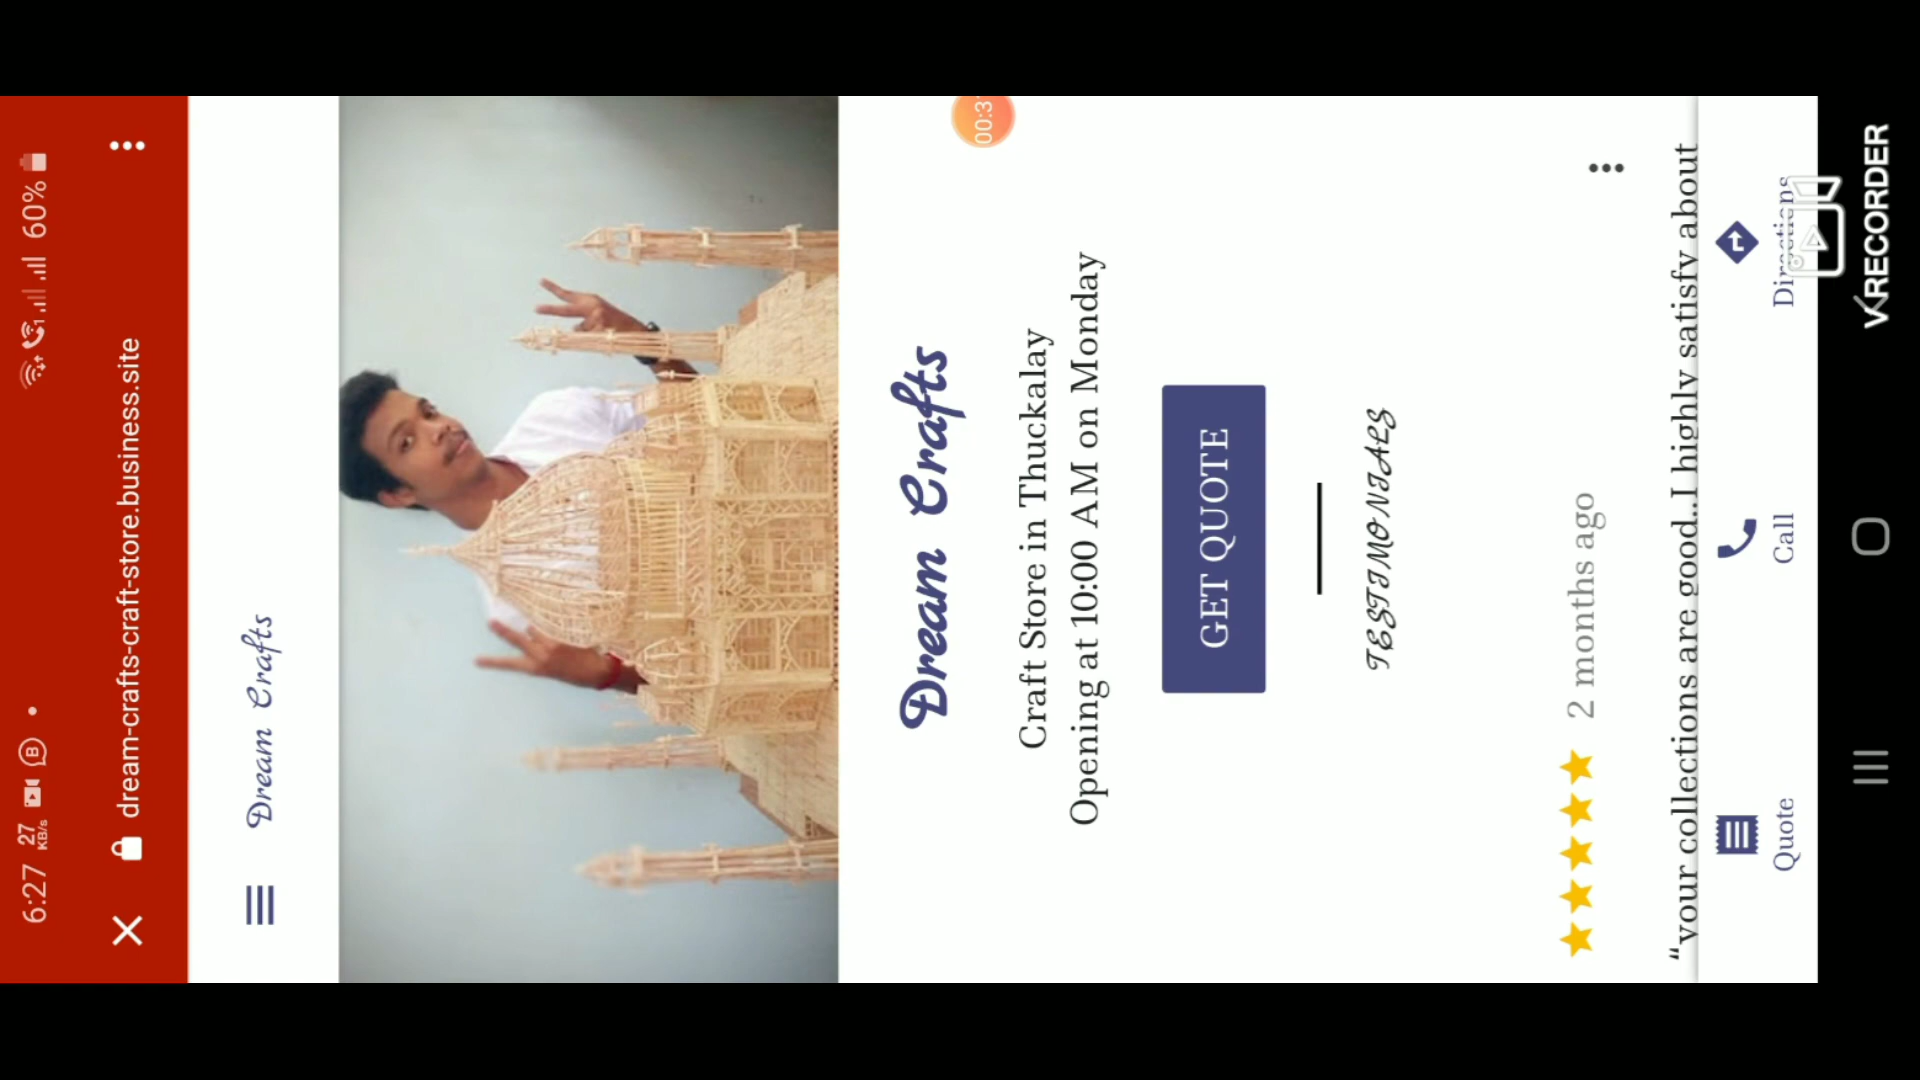 6:27 27 KB/s B 60%
dream-crafts-craft-store.business.site
Dream Crafts
00:3
Dream Crafts
Craft Store in Thuckalay
Opening at 10:00 AM on Monday
GET QUOTE
TESTIMONIALS
2 months ago
"your collections are good..I highly satisfy about
Quote
Call
Directions
VRECORDER